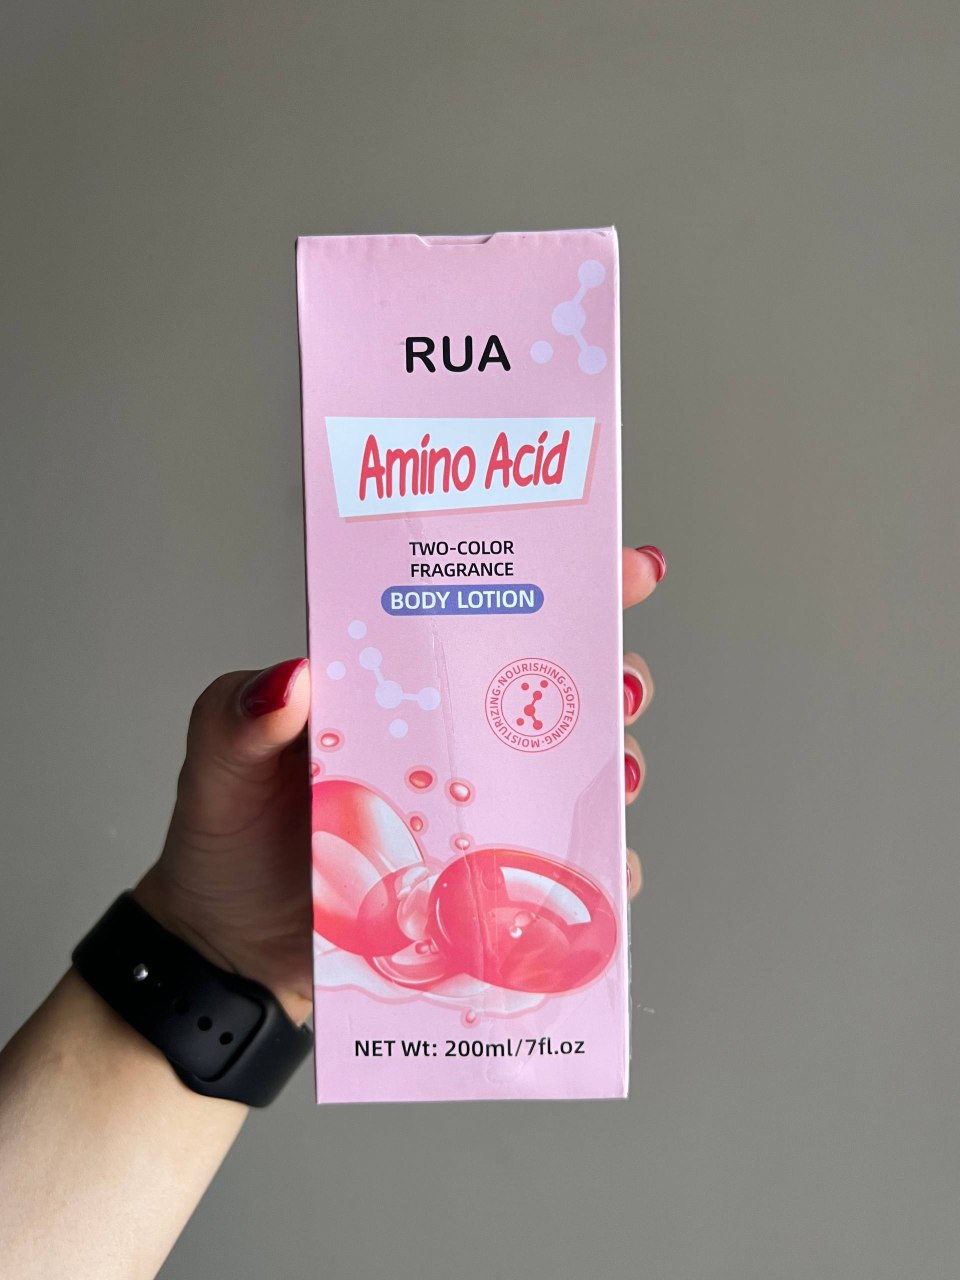 RUA
Amino Acid
TWO-COLOR
FRAGRANCE
BODY LOTION
MOISTURIZING·NOURISHING·SOFTENING·
NET Wt: 200ml/7fl.oz